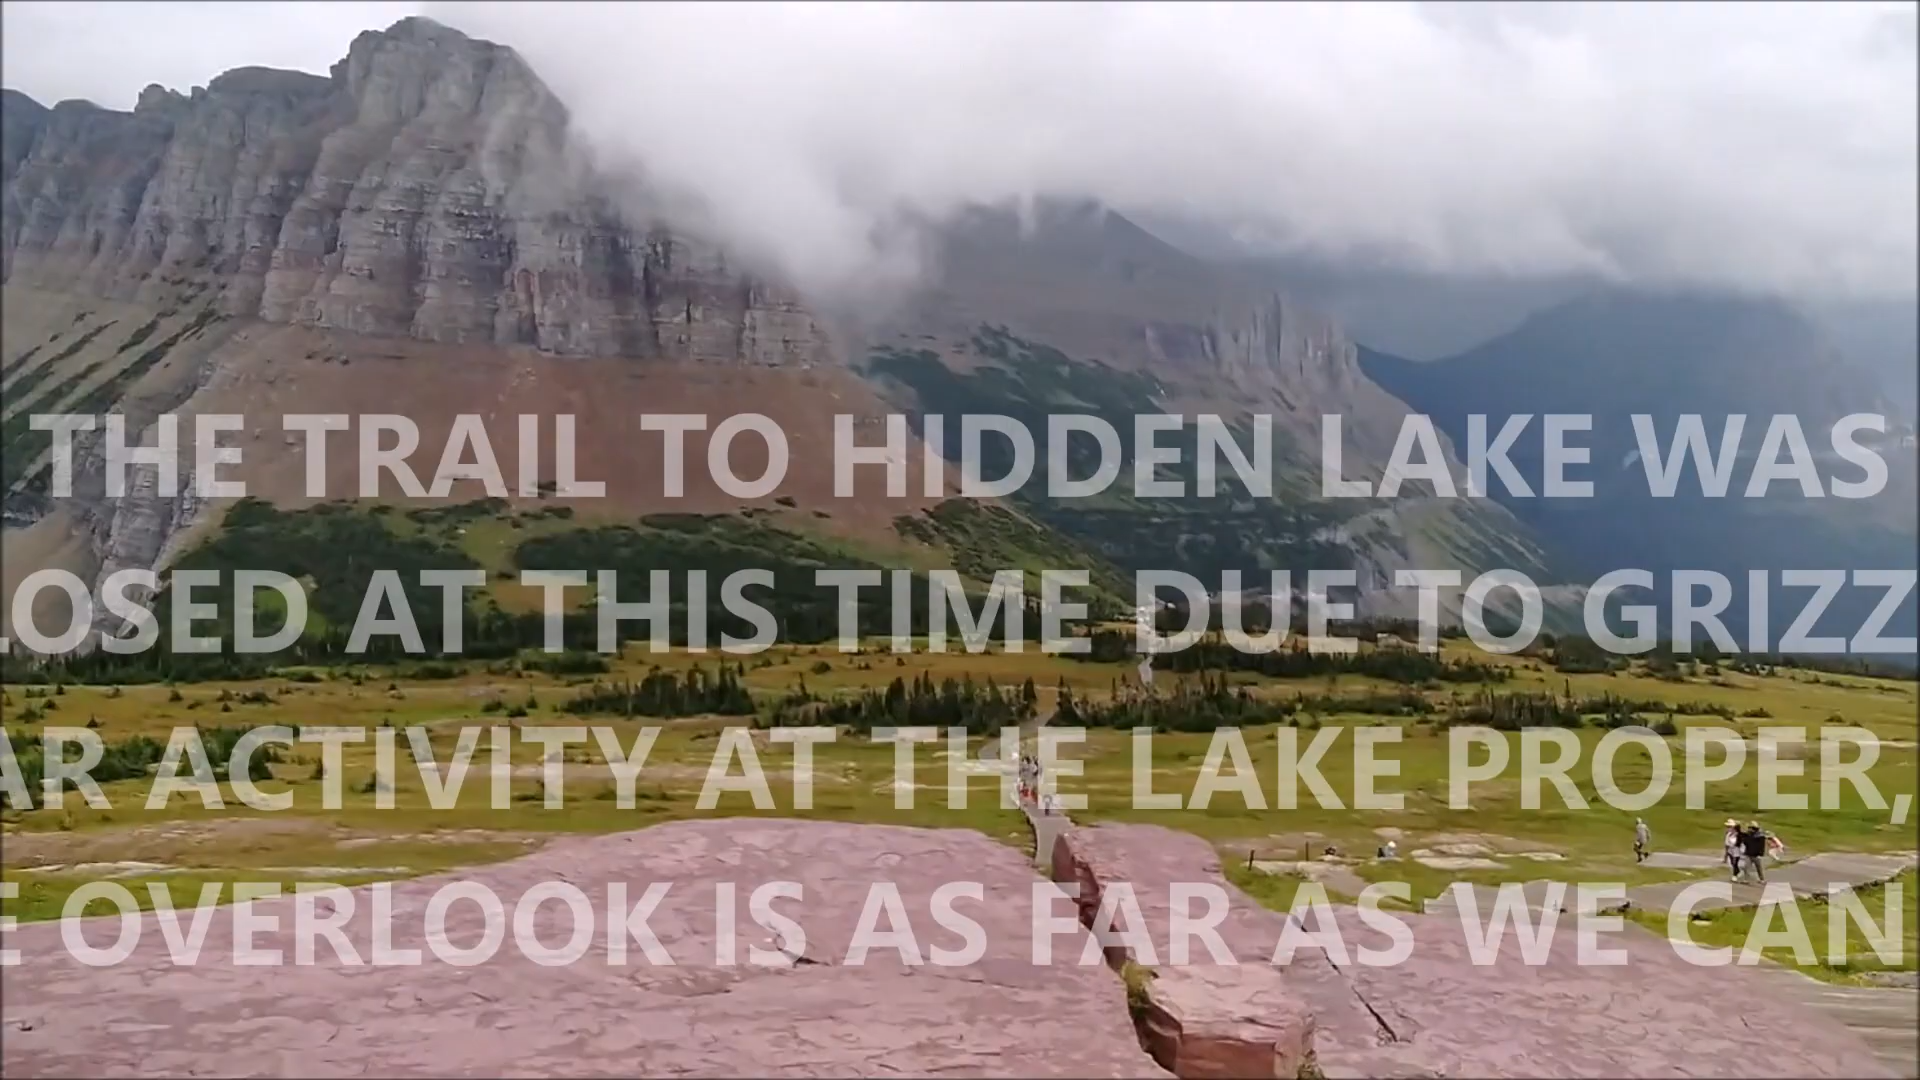 THE TRAIL TO HIDDEN LAKE WAS
LOSED AT THIS TIME DUE TO GRIZZ
AR ACTIVITY AT THE LAKE PROPER,
E OVERLOOK IS AS FAR AS WE CAN